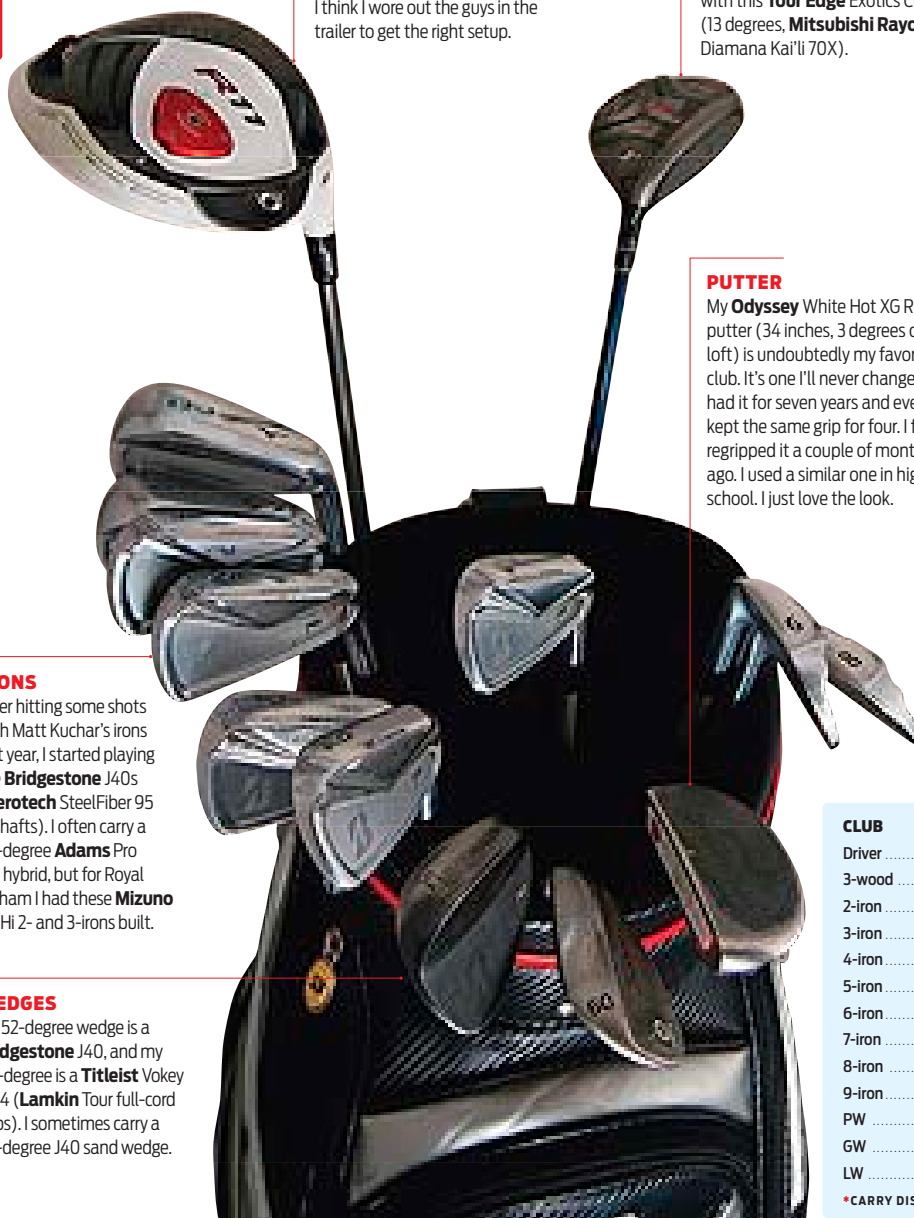 I think I wore out the guys in the
trailer to get the right setup.
with this Tour Edge Exotics C
(13 degrees, Mitsubishi Rayo
Diamana Kai'li 70X).
PUTTER
My Odyssey White Hot XG R
putter (34 inches, 3 degrees o
loft) is undoubtedly my favor
club. It's one I'll never change
had it for seven years and eve
kept the same grip for four. I f
regripped it a couple of mont
ago. I used a similar one in hig
school. I just love the look.
ONS
er hitting some shots
h Matt Kuchar's irons
t year, I started playing
Bridgestone J40s
erotech SteelFiber 95
hafts). I often carry a
-degree Adams Pro
hybrid, but for Royal
ham I had these Mizuno
Hi 2- and 3-irons built.
EDGES
52-degree wedge is a
dgestone J40, and my
-degree is a Titleist Vokey
4 (Lamkin Tour full-cord
ps). I sometimes carry a
-degree J40 sand wedge.
R11
60
8
CLUB
Driver
3-wood
2-iron
3-iron
4-iron
5-iron
6-iron
7-iron
8-iron
9-iron
PW
GW
LW
*CARRY DIS